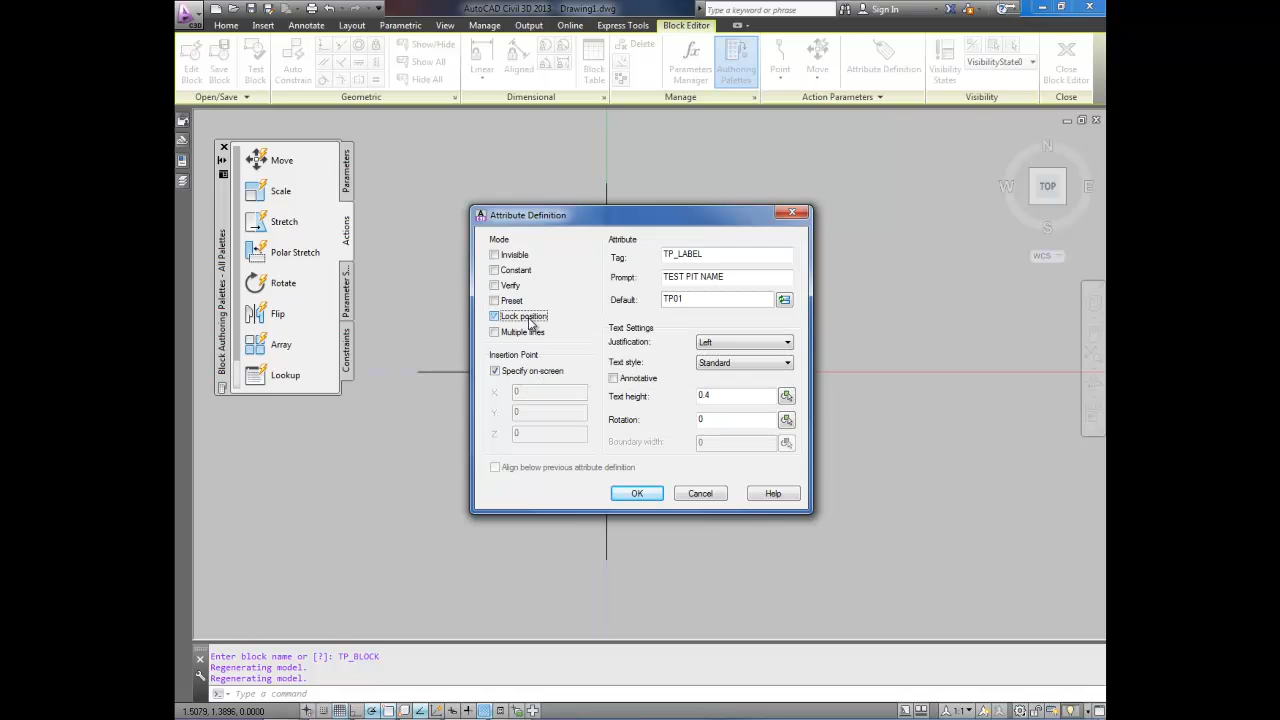 AutoCAD Civil 3D 2013 Drawing1.dwg
Type a keyword or phrase
Sign In
Home Insert Annotate Layout Parametric View Manage Output Online Express Tools Block Editor
Edit Block
Save Block
Test Block
Auto Constrain
Show/Hide
Show All
Hide All
Linear
Aligned
Block Table
Delete
Parameters Manager
Authoring Palettes
Point
Move
Attribute Definition
Visibility States
VisibilityState0
Close Block Editor
Open/Save
Geometric
Dimensional
Manage
Action Parameters
Visibility
Close
Move
Scale
Stretch
Polar Stretch
Rotate
Flip
Array
Lookup
Parameters
Actions
Parameter S...
Constraints
Block Authoring Palettes - All Palettes
N
W
TOP
E
S
WCS
Attribute Definition
Mode
Invisible
Constant
Verify
Preset
Lock position
Multiple lines
Insertion Point
Specify on-screen
X 0
Y 0
Z 0
Align below previous attribute definition
Attribute
Tag: TP_LABEL
Prompt: TEST PIT NAME
Default: TP01
Text Settings
Justification: Left
Text style: Standard
Annotative
Text height: 0.4
Rotation: 0
Boundary width: 0
OK
Cancel
Help
Enter block name or [?]: TP_BLOCK
Regenerating model.
Regenerating model.
Type a command
1.5079, 1.3896, 0.0000
1:1